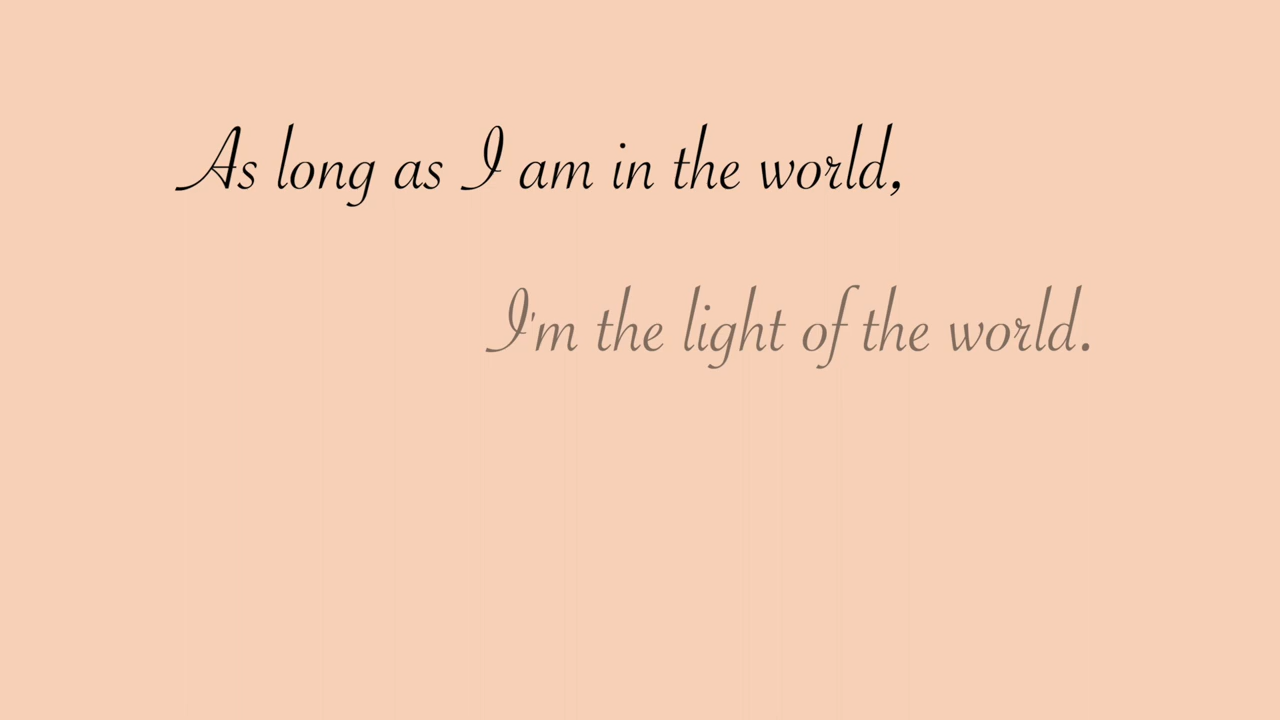 As long as I am in the world,
I'm the light of the world.